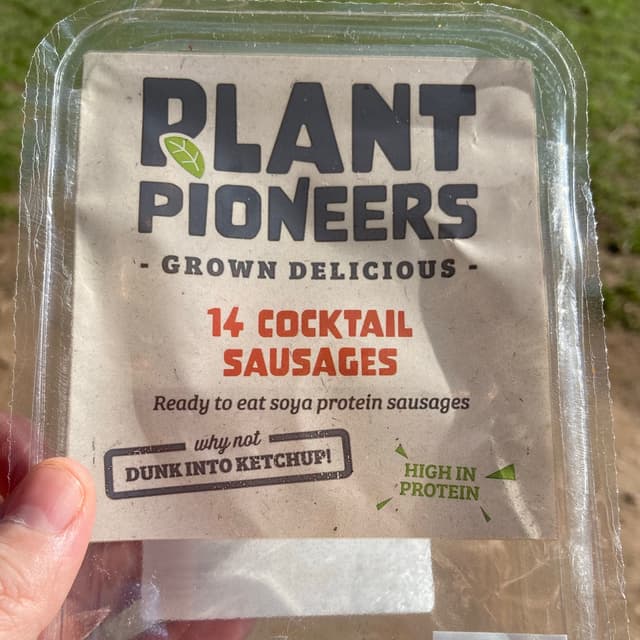 PLANT
PIONEERS
- GROWN DELICIOUS -
14 COCKTAIL
SAUSAGES
Ready to eat soya protein sausages
why not
DUNK INTO KETCHUP!
HIGH IN
PROTEIN